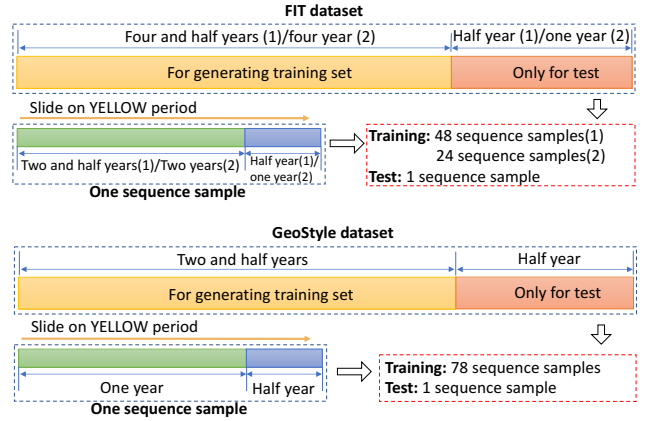 FIT dataset
Four and half years (1)/four year (2)
Half year (1)/one year (2)
For generating training set
Only for test
Slide on YELLOW period
Two and half years(1)/Two years(2)
Half year(1)/
one year(2)
One sequence sample
Training: 48 sequence samples(1)
24 sequence samples(2)
Test: 1 sequence sample
GeoStyle dataset
Two and half years
Half year
For generating training set
Only for test
Slide on YELLOW period
One year
Half year
One sequence sample
Training: 78 sequence samples
Test: 1 sequence sample